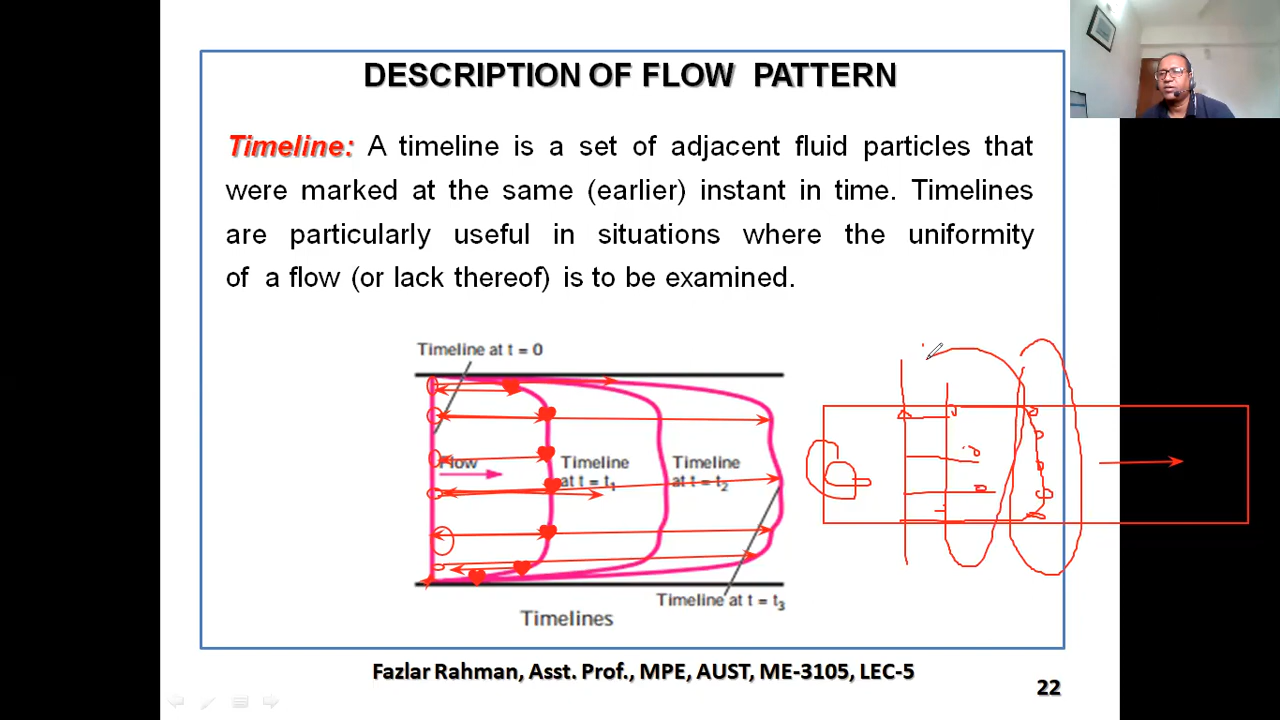 DESCRIPTION OF FLOW PATTERN
Timeline: A timeline is a set of adjacent fluid particles that
were marked at the same (earlier) instant in time. Timelines
are particularly useful in situations where the uniformity
of a flow (or lack thereof) is to be examined.
Timeline at t = 0
Flow
Timeline
at t = t1
Timeline
at t = t2
Timeline at t = t3
Timelines
Fazlar Rahman, Asst. Prof., MPE, AUST, ME-3105, LEC-5
22